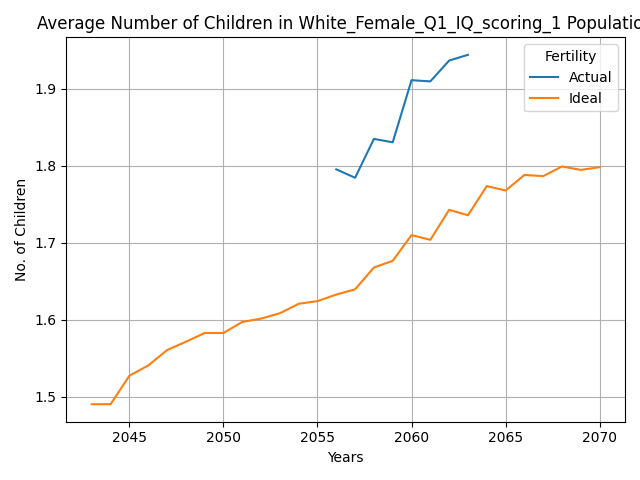 Average Number of Children in White_Female_Q1_IQ_scoring_1 Populatio
Fertility
Actual
Ideal
No. of Children
1.9
1.8
1.7
1.6
1.5
2045 2050 2055 2060 2065 2070
Years